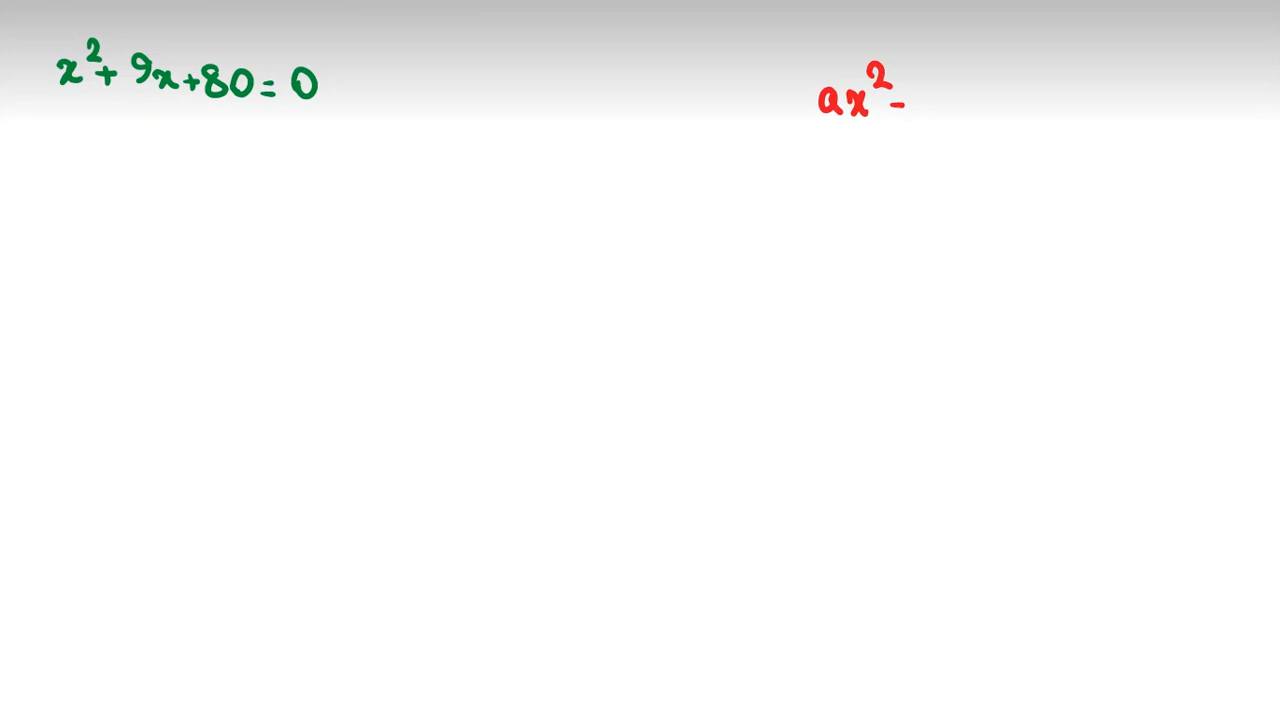 x²+ 9x+80= 0
ax² -